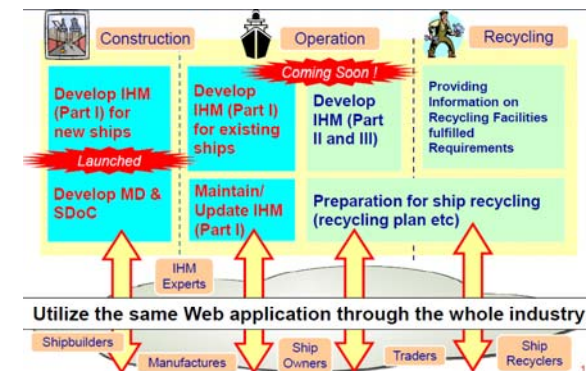 Construction
Operation
Recycling
Coming Soon !
Develop IHM
(Part I) for
new ships
Develop
IHM (Part I)
for existing
ships
Develop
IHM (Part
II and III)
Providing
Information on
Recycling Facilities
fulfilled
Requirements
Launched
Develop MD &
SDoC
Maintain/
Update IHM
(Part I)
Preparation for ship recycling
(recycling plan etc)
IHM
Experts
Utilize the same Web application through the whole industry
Shipbuilders
Manufactures
Ship
Owners
Traders
Ship
Recyclers